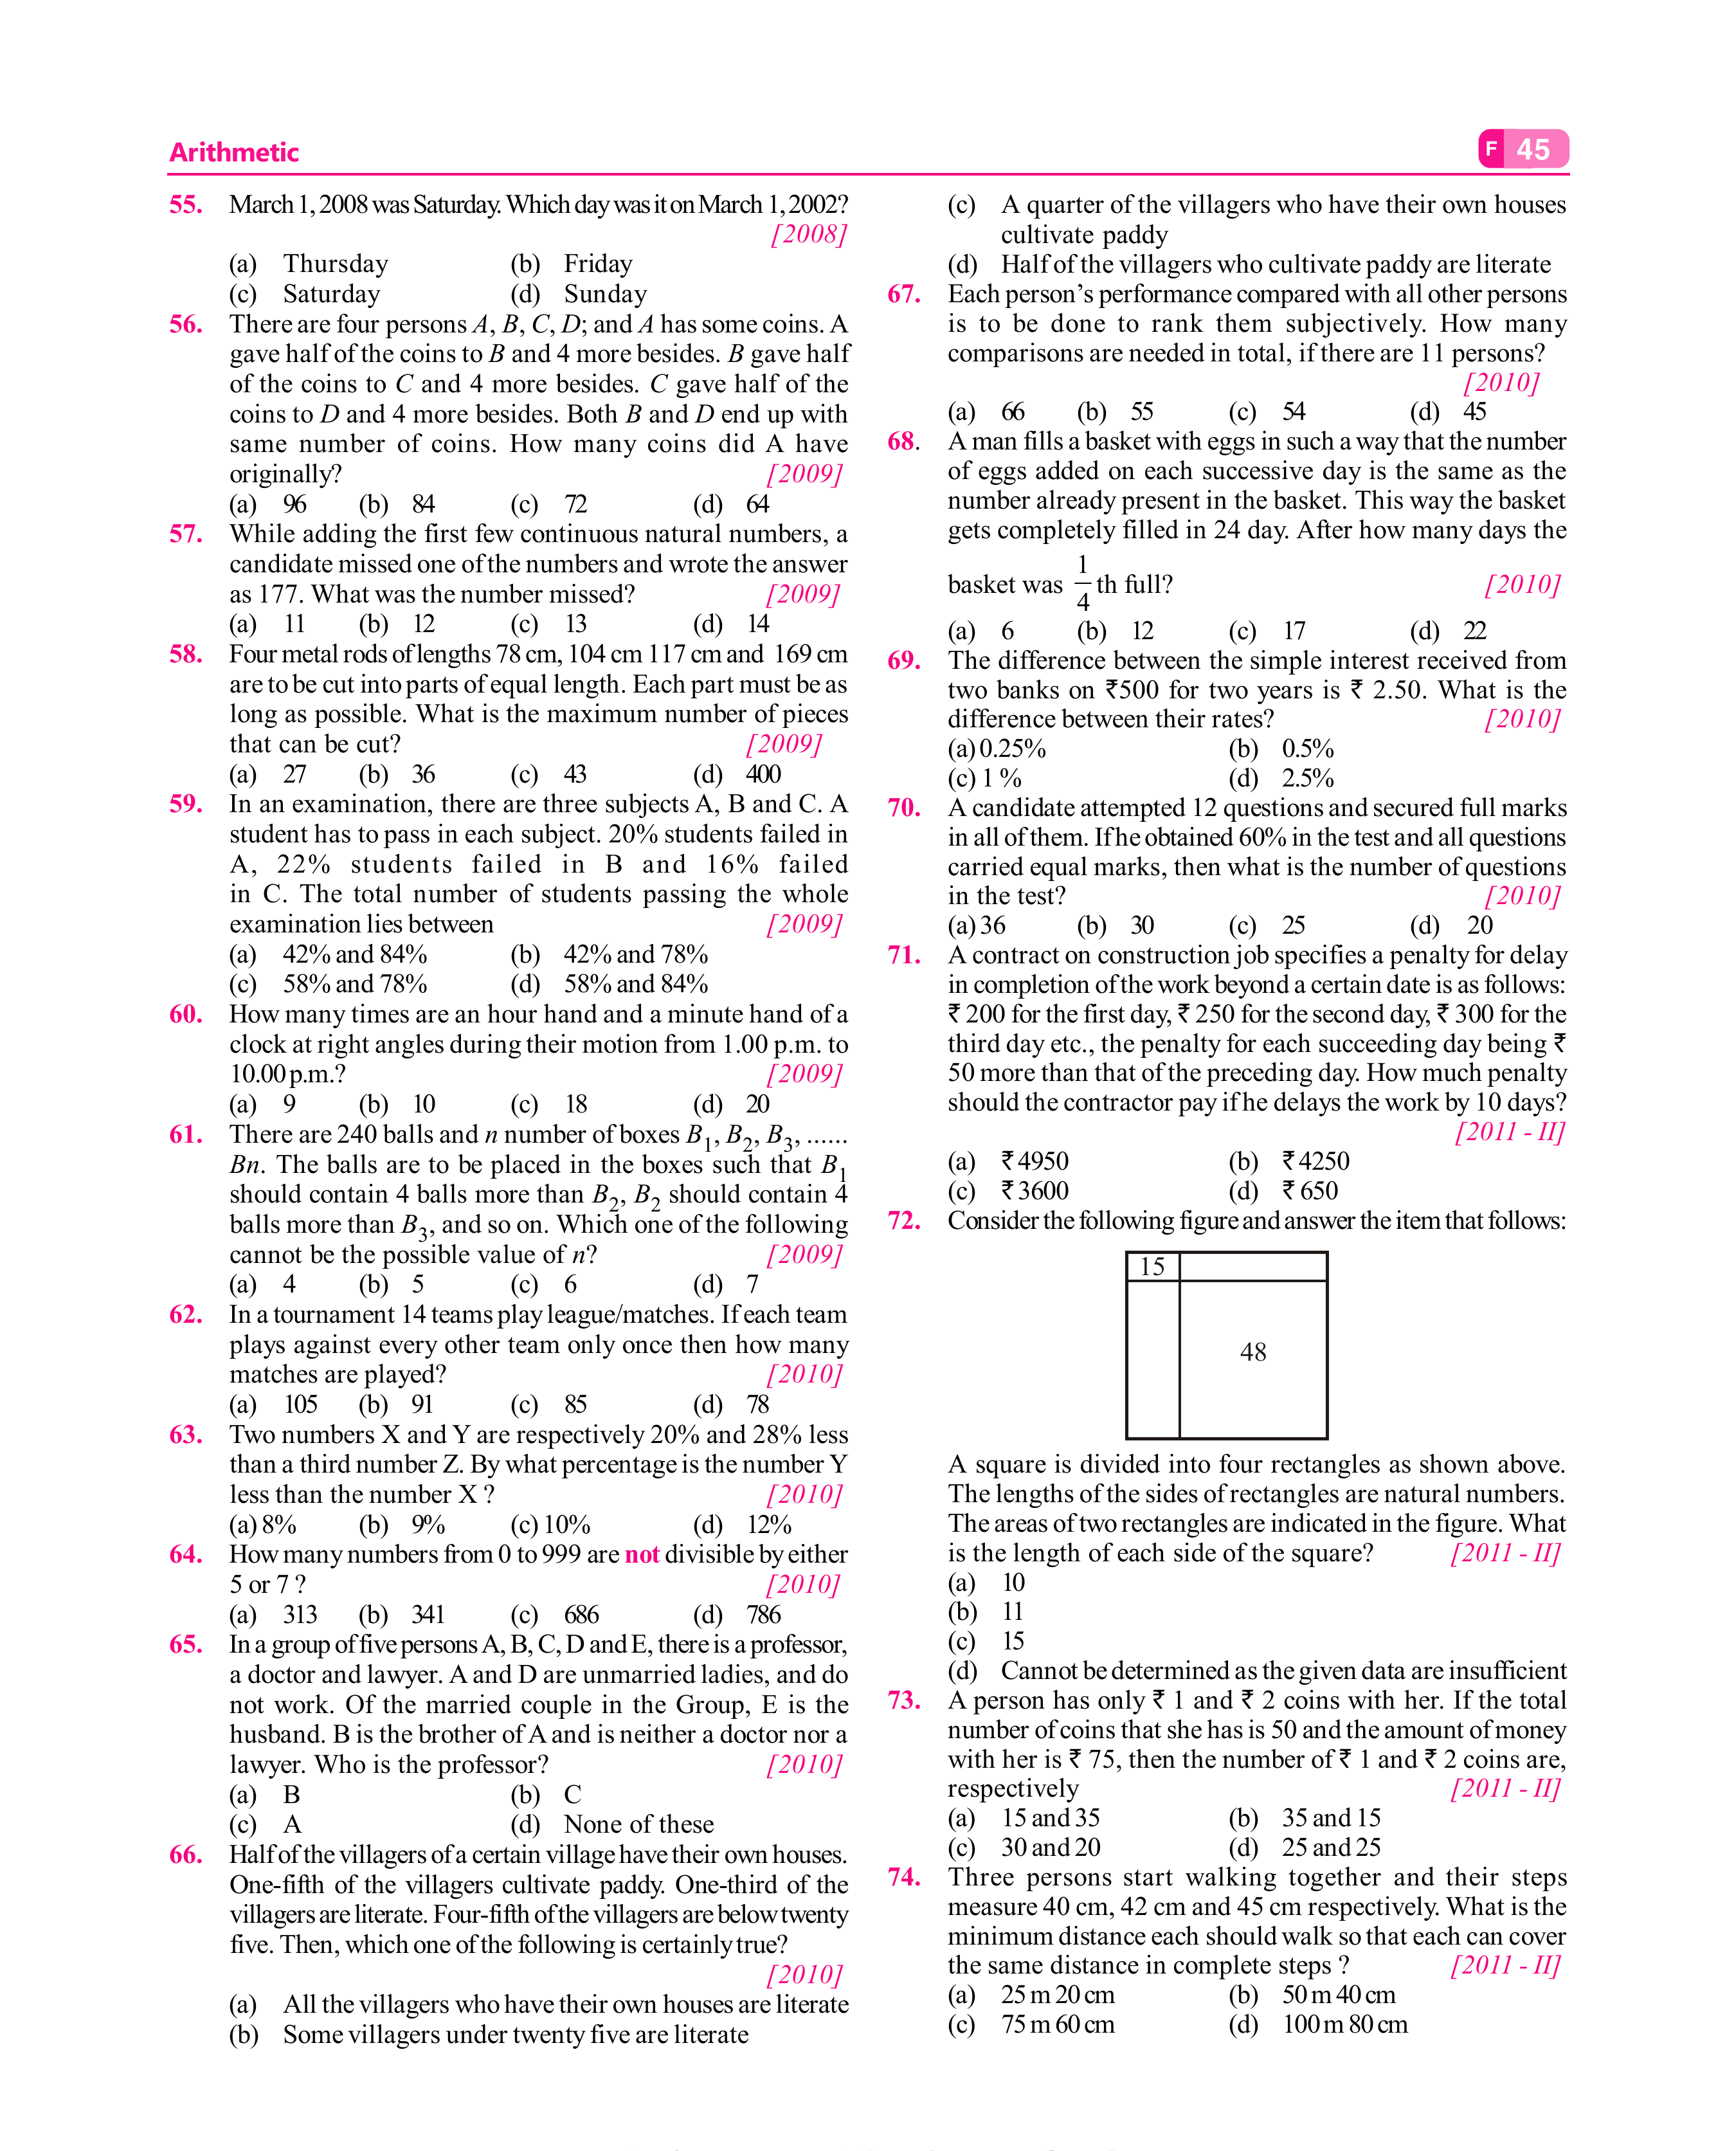 Arithmetic
F 45
55. March 1, 2008 was Saturday. Which day was it on March 1, 2002?
[2008]
(a) Thursday (b) Friday
(c) Saturday (d) Sunday
56. There are four persons A, B, C, D; and A has some coins. A
gave half of the coins to B and 4 more besides. B gave half
of the coins to C and 4 more besides. C gave half of the
coins to D and 4 more besides. Both B and D end up with
same number of coins. How many coins did A have
originally? [2009]
(a) 96 (b) 84 (c) 72 (d) 64
57. While adding the first few continuous natural numbers, a
candidate missed one of the numbers and wrote the answer
as 177. What was the number missed? [2009]
(a) 11 (b) 12 (c) 13 (d) 14
58. Four metal rods of lengths 78 cm, 104 cm 117 cm and 169 cm
are to be cut into parts of equal length. Each part must be as
long as possible. What is the maximum number of pieces
that can be cut? [2009]
(a) 27 (b) 36 (c) 43 (d) 400
59. In an examination, there are three subjects A, B and C. A
student has to pass in each subject. 20% students failed in
A, 22% students failed in B and 16% failed
in C. The total number of students passing the whole
examination lies between [2009]
(a) 42% and 84% (b) 42% and 78%
(c) 58% and 78% (d) 58% and 84%
60. How many times are an hour hand and a minute hand of a
clock at right angles during their motion from 1.00 p.m. to
10.00 p.m.? [2009]
(a) 9 (b) 10 (c) 18 (d) 20
61. There are 240 balls and n number of boxes B₁, B₂, B₃, ......
Bn. The balls are to be placed in the boxes such that B₁
should contain 4 balls more than B₂, B₂ should contain 4
balls more than B₃, and so on. Which one of the following
cannot be the possible value of n? [2009]
(a) 4 (b) 5 (c) 6 (d) 7
62. In a tournament 14 teams play league/matches. If each team
plays against every other team only once then how many
matches are played? [2010]
(a) 105 (b) 91 (c) 85 (d) 78
63. Two numbers X and Y are respectively 20% and 28% less
than a third number Z. By what percentage is the number Y
less than the number X ? [2010]
(a) 8% (b) 9% (c) 10% (d) 12%
64. How many numbers from 0 to 999 are not divisible by either
5 or 7 ? [2010]
(a) 313 (b) 341 (c) 686 (d) 786
65. In a group of five persons A, B, C, D and E, there is a professor,
a doctor and lawyer. A and D are unmarried ladies, and do
not work. Of the married couple in the Group, E is the
husband. B is the brother of A and is neither a doctor nor a
lawyer. Who is the professor? [2010]
(a) B (b) C
(c) A (d) None of these
66. Half of the villagers of a certain village have their own houses.
One-fifth of the villagers cultivate paddy. One-third of the
villagers are literate. Four-fifth of the villagers are below twenty
five. Then, which one of the following is certainly true?
[2010]
(a) All the villagers who have their own houses are literate
(b) Some villagers under twenty five are literate
(c) A quarter of the villagers who have their own houses
cultivate paddy
(d) Half of the villagers who cultivate paddy are literate
67. Each person’s performance compared with all other persons
is to be done to rank them subjectively. How many
comparisons are needed in total, if there are 11 persons?
[2010]
(a) 66 (b) 55 (c) 54 (d) 45
68. A man fills a basket with eggs in such a way that the number
of eggs added on each successive day is the same as the
number already present in the basket. This way the basket
gets completely filled in 24 day. After how many days the
basket was 1/4 th full? [2010]
(a) 6 (b) 12 (c) 17 (d) 22
69. The difference between the simple interest received from
two banks on ₹500 for two years is ₹ 2.50. What is the
difference between their rates? [2010]
(a) 0.25% (b) 0.5%
(c) 1 % (d) 2.5%
70. A candidate attempted 12 questions and secured full marks
in all of them. If he obtained 60% in the test and all questions
carried equal marks, then what is the number of questions
in the test? [2010]
(a) 36 (b) 30 (c) 25 (d) 20
71. A contract on construction job specifies a penalty for delay
in completion of the work beyond a certain date is as follows:
₹ 200 for the first day, ₹ 250 for the second day, ₹ 300 for the
third day etc., the penalty for each succeeding day being ₹
50 more than that of the preceding day. How much penalty
should the contractor pay if he delays the work by 10 days?
[2011 - II]
(a) ₹ 4950 (b) ₹ 4250
(c) ₹ 3600 (d) ₹ 650
72. Consider the following figure and answer the item that follows:
15
48
A square is divided into four rectangles as shown above.
The lengths of the sides of rectangles are natural numbers.
The areas of two rectangles are indicated in the figure. What
is the length of each side of the square? [2011 - II]
(a) 10
(b) 11
(c) 15
(d) Cannot be determined as the given data are insufficient
73. A person has only ₹ 1 and ₹ 2 coins with her. If the total
number of coins that she has is 50 and the amount of money
with her is ₹ 75, then the number of ₹ 1 and ₹ 2 coins are,
respectively [2011 - II]
(a) 15 and 35 (b) 35 and 15
(c) 30 and 20 (d) 25 and 25
74. Three persons start walking together and their steps
measure 40 cm, 42 cm and 45 cm respectively. What is the
minimum distance each should walk so that each can cover
the same distance in complete steps ? [2011 - II]
(a) 25 m 20 cm (b) 50 m 40 cm
(c) 75 m 60 cm (d) 100 m 80 cm